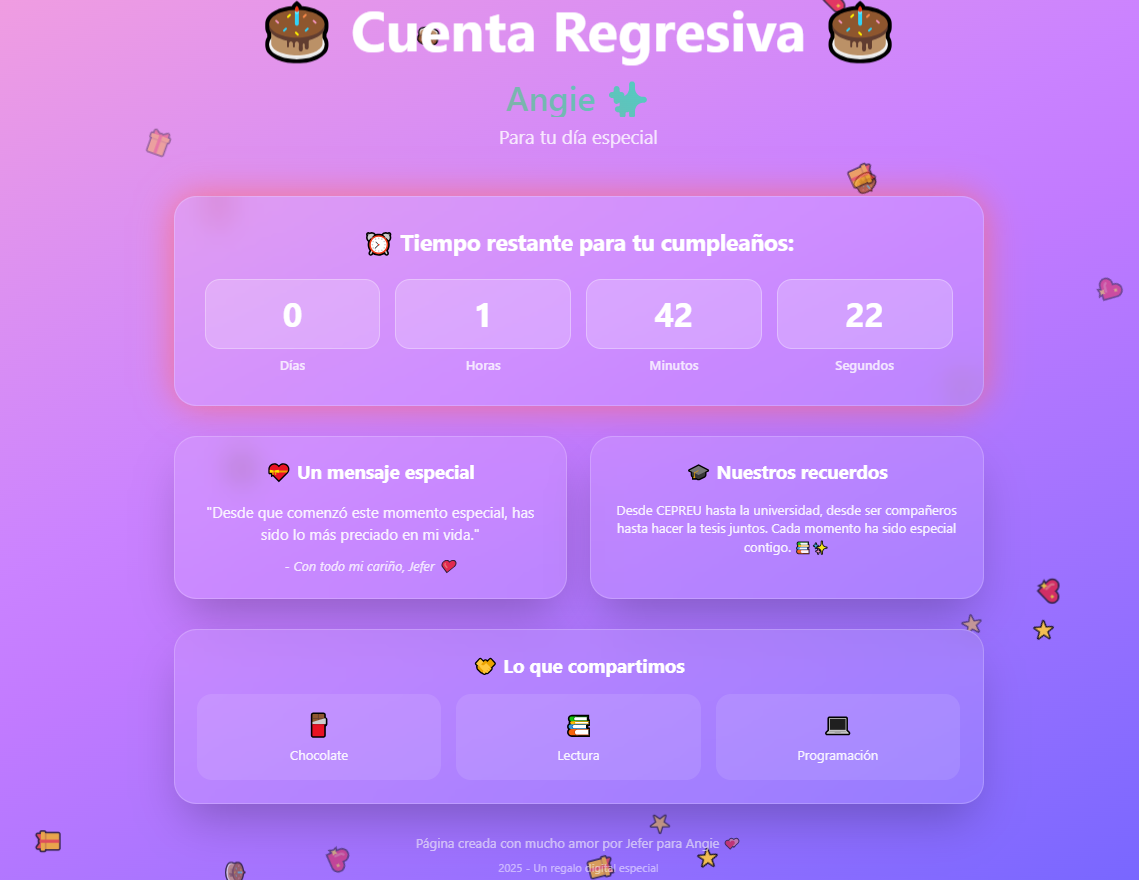 Cuenta Regresiva
Angie
Para tu día especial
Tiempo restante para tu cumpleaños:
0 1 42 22
Días Horas Minutos Segundos
Un mensaje especial
"Desde que comenzó este momento especial, has
sido lo más preciado en mi vida."
- Con todo mi cariño, Jefer
Nuestros recuerdos
Desde CEPREU hasta la universidad, desde ser compañeros
hasta hacer la tesis juntos. Cada momento ha sido especial
contigo.
Lo que compartimos
Chocolate Lectura Programación
Página creada con mucho amor por Jefer para Angie
2025 - Un regalo digital especial